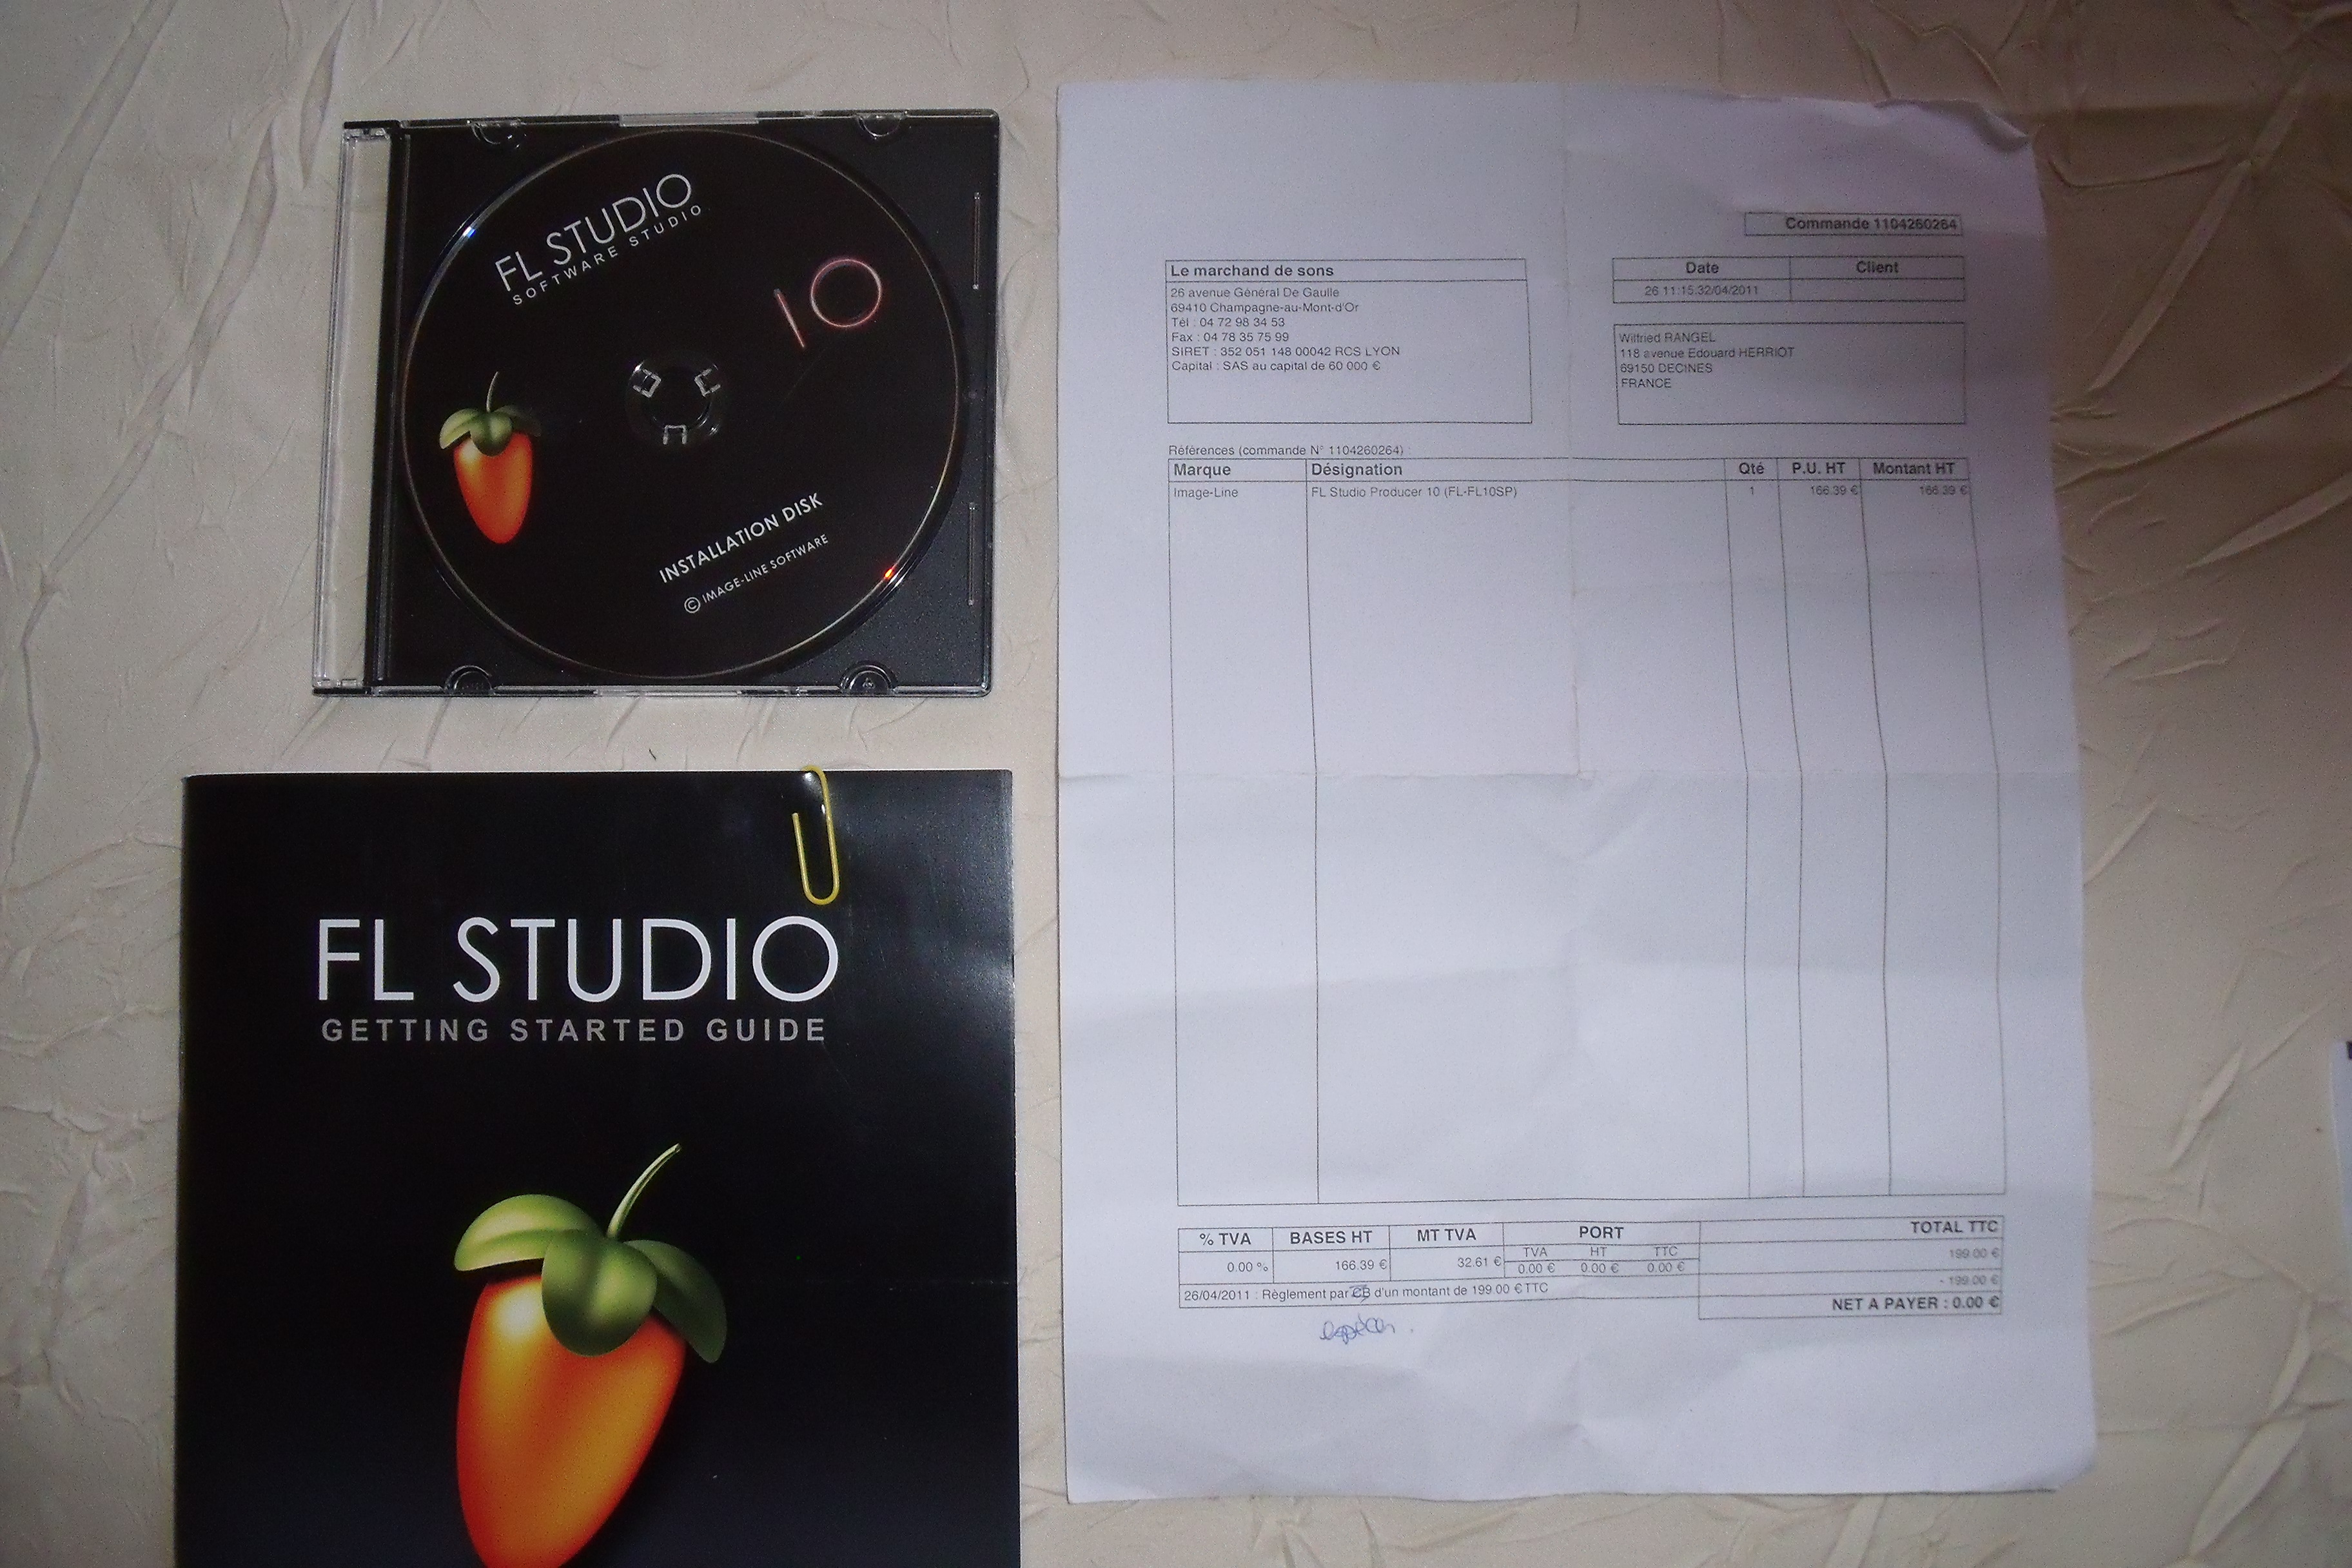 FL STUDIO
SOFTWARE STUDIO
10
INSTALLATION DISK
© IMAGE-LINE SOFTWARE
FL STUDIO
GETTING STARTED GUIDE
Commande 1104260264
Le marchand de sons
26 avenue Général De Gaulle
69410 Champagne-au-Mont-d'Or
Tél : 04 72 98 34 53
Fax : 04 78 35 75 99
SIRET : 352 051 148 00042 RCS LYON
Capital : SAS au capital de 60 000 €
Date Client
26 11:15:32/04/2011
Wilfried RANGEL
118 avenue Edouard HERRIOT
69150 DECINES
FRANCE
Références (commande N° 1104260264)
Marque Désignation Qté P.U. HT Montant HT
Image-Line FL Studio Producer 10 (FL-FL10SP) 1 166.39 € 166.39 €
% TVA BASES HT MT TVA PORT TOTAL TTC
TVA HT TTC
0.00 % 166.39 € 32.61 € 0.00 € 0.00 € 0.00 € 199.00 €
- 199.00 €
26/04/2011 : Règlement par CB d'un montant de 199.00 € TTC
NET A PAYER : 0.00 €